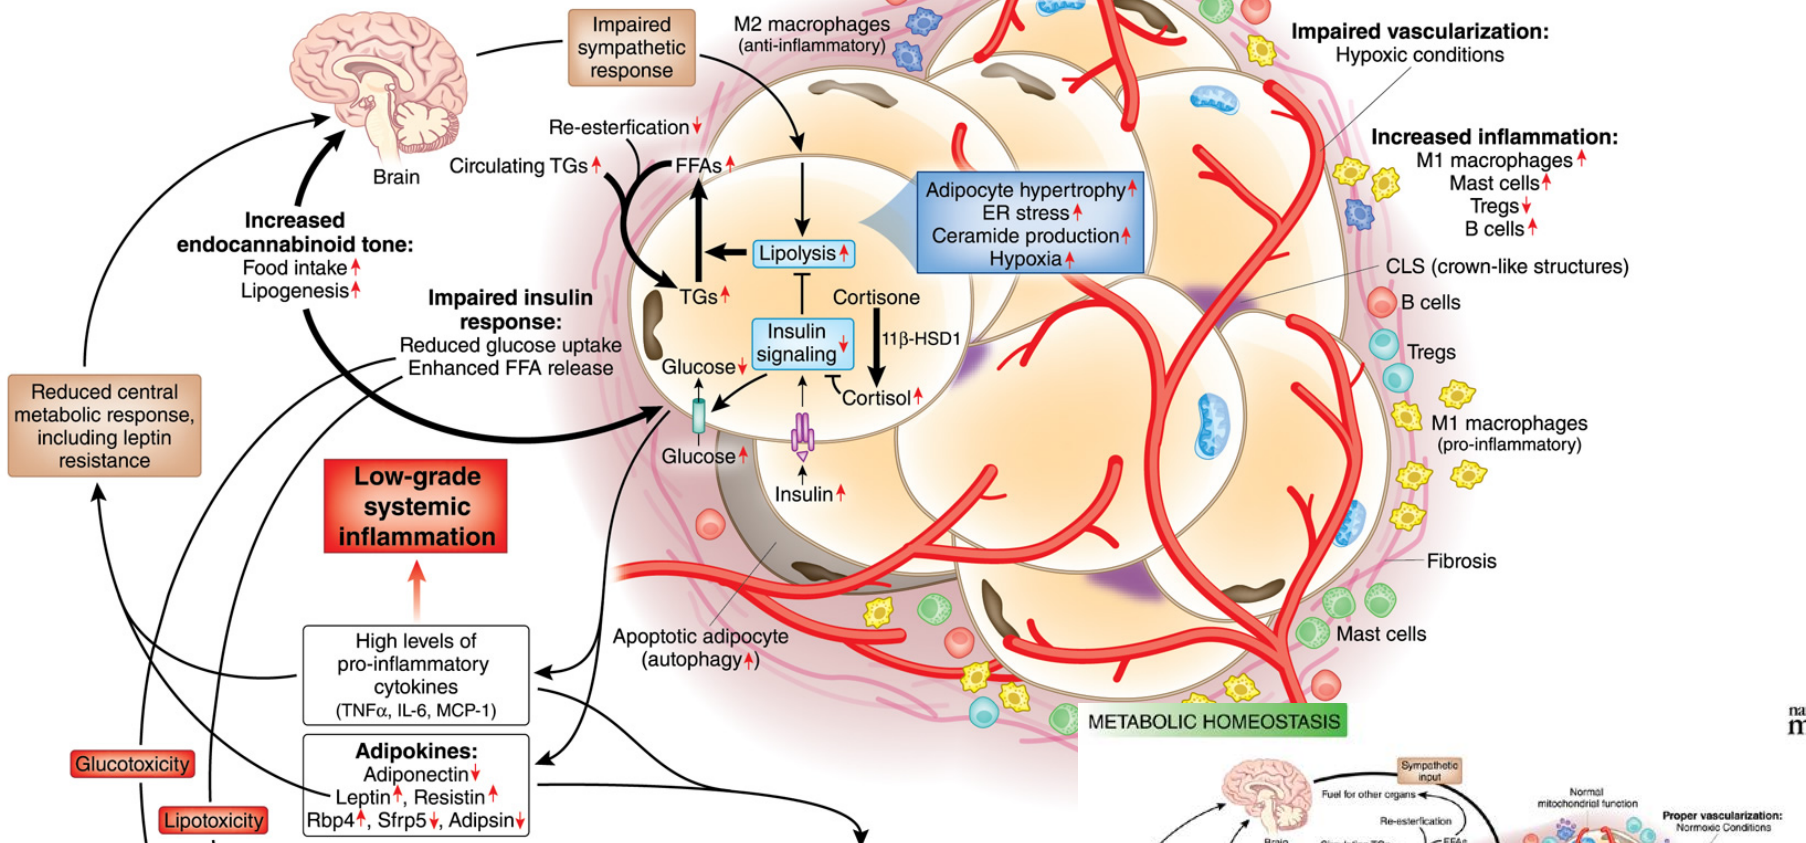 Impaired
sympathetic
response
M2 macrophages
(anti-inflammatory)
Impaired vascularization:
Hypoxic conditions
Re-esterfication
Circulating TGs
FFAs
Brain
Increased inflammation:
M1 macrophages
Mast cells
Tregs
B cells
Adipocyte hypertrophy
ER stress
Ceramide production
Hypoxia
Increased
endocannabinoid tone:
Food intake
Lipogenesis
Lipolysis
TGs
Cortisone
CLS (crown-like structures)
B cells
Impaired insulin
response:
Reduced glucose uptake
Enhanced FFA release
Insulin
signaling
11β-HSD1
Tregs
Glucose
Cortisol
Reduced central
metabolic response,
including leptin
resistance
Glucose
Insulin
M1 macrophages
(pro-inflammatory)
Low-grade
systemic
inflammation
Fibrosis
Apoptotic adipocyte
(autophagy)
Mast cells
High levels of
pro-inflammatory
cytokines
(TNFα, IL-6, MCP-1)
Adipokines:
Adiponectin
Leptin, Resistin
Rbp4, Sfrp5, Adipsin
Glucotoxicity
Lipotoxicity
METABOLIC HOMEOSTASIS
na
m
Sympathetic
input
Fuel for other organs
Normal
mitochondrial function
Re-esterfication
Proper vascularization:
Normoxic Conditions
FFAs
Brain